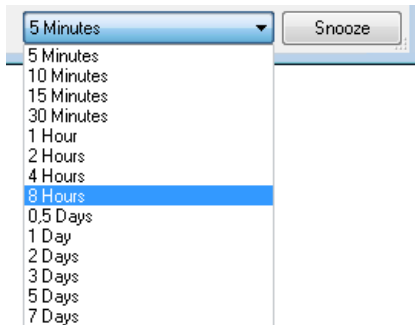 5 Minutes
Snooze
5 Minutes
10 Minutes
15 Minutes
30 Minutes
1 Hour
2 Hours
4 Hours
8 Hours
0,5 Days
1 Day
2 Days
3 Days
5 Days
7 Days